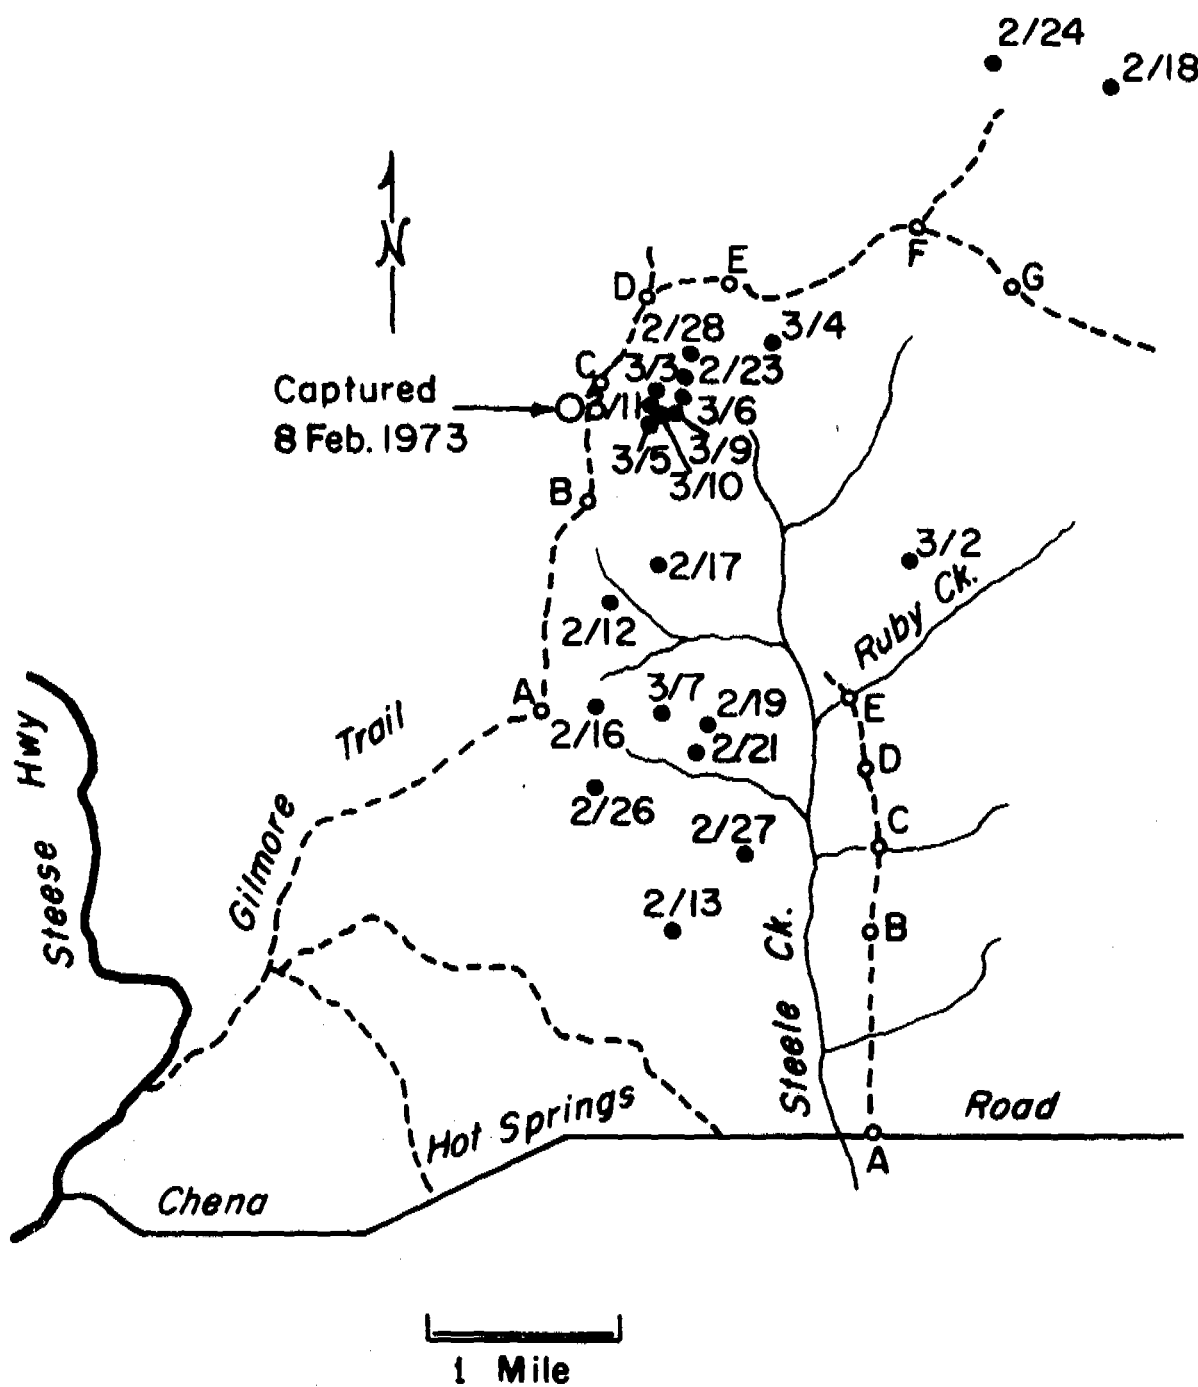 2/24
2/18
N
F
E
D
G
2/28
3/4
C
3/3
2/23
Captured
8 Feb. 1973
3/11
3/6
3/9
3/5
3/10
B
2/17
3/2
2/12
Ruby Ck.
A
3/7
2/19
E
2/16
2/21
D
Trail
Steese Hwy
2/26
C
2/27
Gilmore
2/13
B
Steele Ck.
Hot Springs
Road
A
Chena
1 Mile